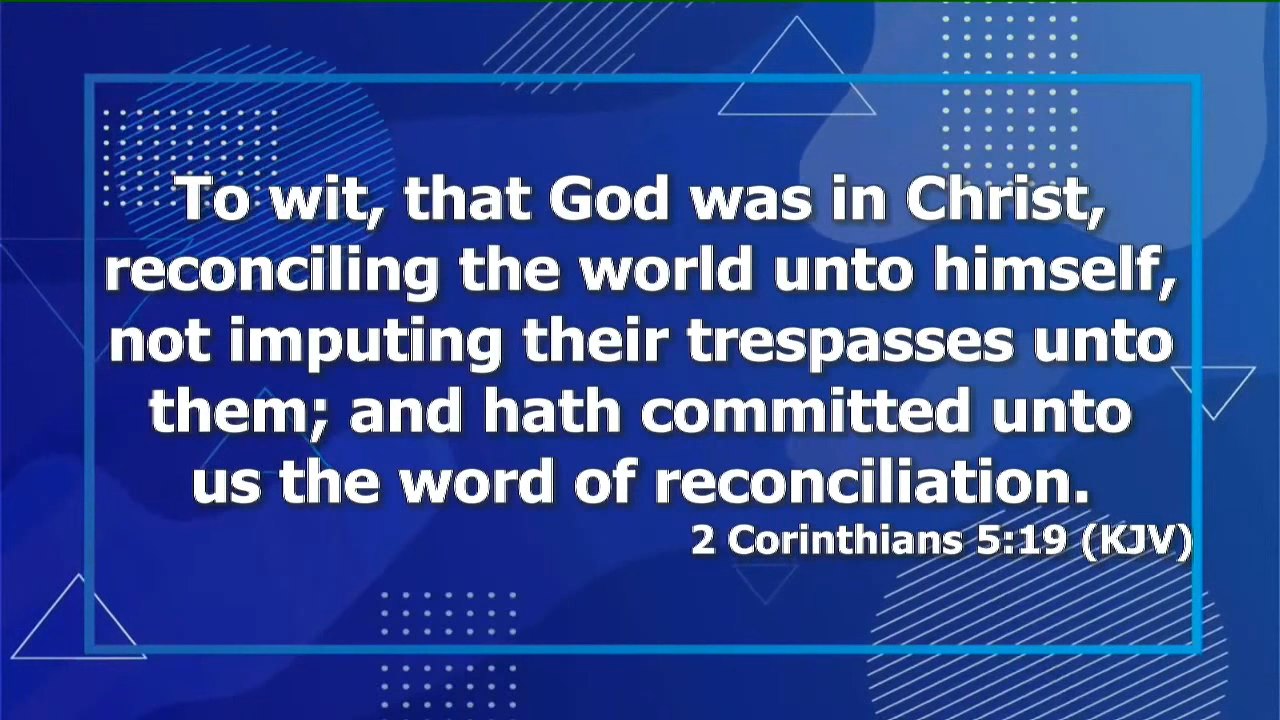 To wit, that God was in Christ,
reconciling the world unto himself,
not imputing their trespasses unto
them; and hath committed unto
us the word of reconciliation.
2 Corinthians 5:19 (KJV)